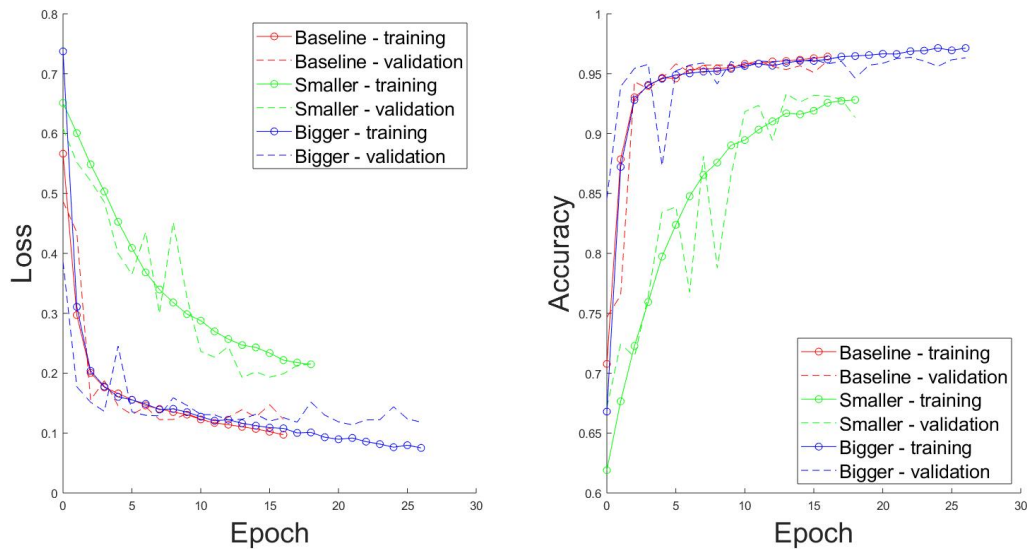 0.8
0.7
0.6
0.5
0.4
0.3
0.2
0.1
0
Loss
0
5
10
15
20
25
30
Epoch
Baseline - training
Baseline - validation
Smaller - training
Smaller - validation
Bigger - training
Bigger - validation
1
0.95
0.9
0.85
0.8
0.75
0.7
0.65
0.6
Accuracy
0
5
10
15
20
25
30
Epoch
Baseline - training
Baseline - validation
Smaller - training
Smaller - validation
Bigger - training
Bigger - validation